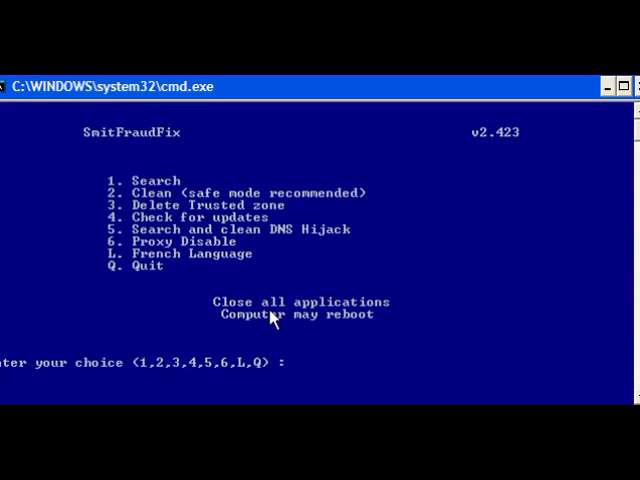 C:\WINDOWS\system32\cmd.exe
SmitFraudFix v2.423
1. Search
2. Clean (safe mode recommended)
3. Delete Trusted zone
4. Check for updates
5. Search and clean DNS Hijack
6. Proxy Disable
L. French Language
Q. Quit
Close all applications
Computer may reboot
nter your choice (1,2,3,4,5,6,L,Q) :